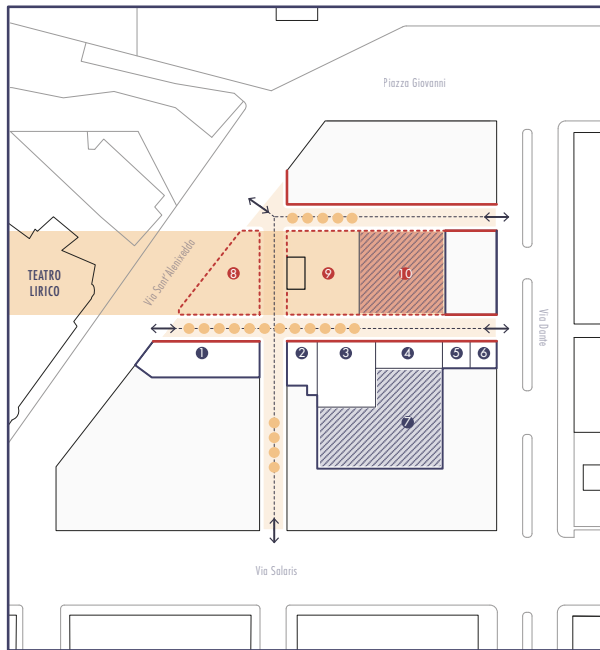 Piazza Giovanni
TEATRO
LIRICO
Via Sant'Alenixedda
8
9
10
Via Dante
1
2
3
4
5
6
7
Via Salaris